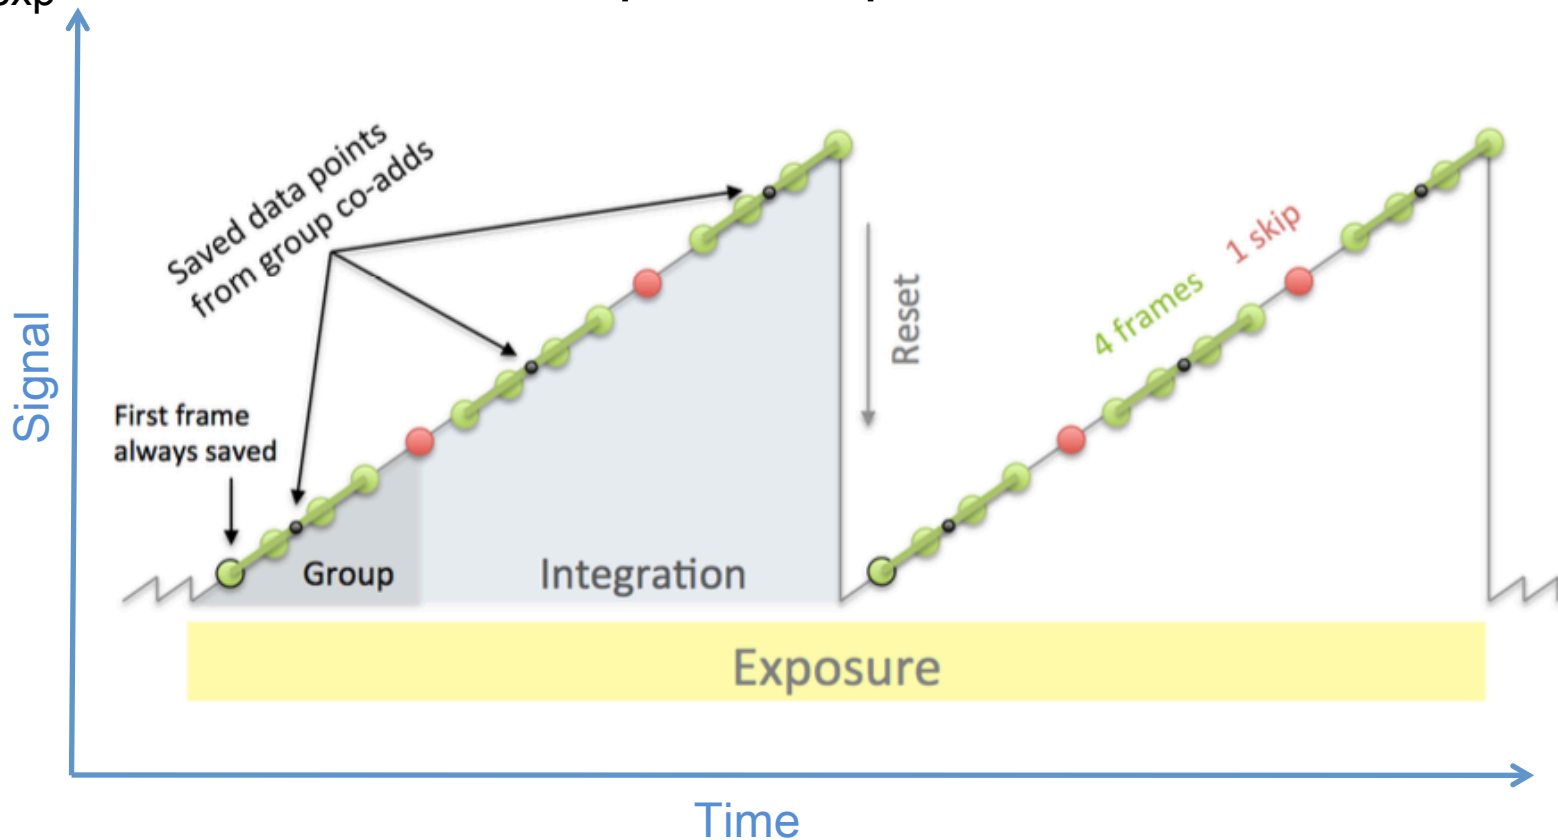 Saved data points
from group co-adds
First frame
always saved
Group
Integration
Reset
4 frames
1 skip
Exposure
Signal
Time